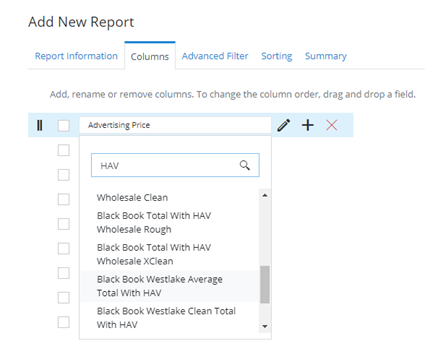 Add New Report
Report Information Columns Advanced Filter Sorting Summary
Add, rename or remove columns. To change the column order, drag and drop a field.
Advertising Price
HAV
Wholesale Clean
Black Book Total With HAV
Wholesale Rough
Black Book Total With HAV
Wholesale XClean
Black Book Westlake Average
Total With HAV
Black Book Westlake Clean Total
With HAV